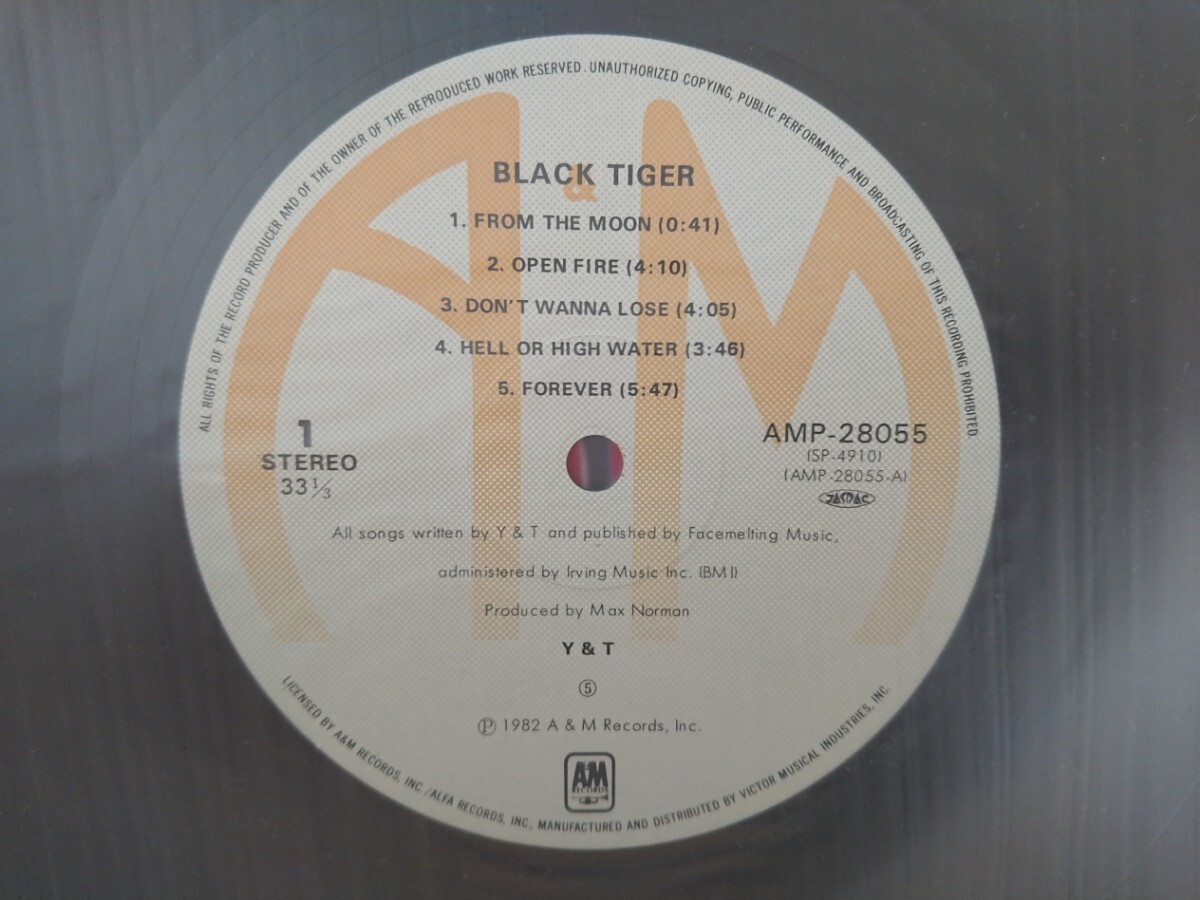 ALL RIGHTS OF THE RECORD PRODUCER AND OF THE OWNER OF THE REPRODUCED WORK RESERVED. UNAUTHORIZED COPYING, PUBLIC PERFORMANCE AND BROADCASTING OF THIS RECORDING PROHIBITED
A&M
BLACK TIGER
1. FROM THE MOON (0:41)
2. OPEN FIRE (4:10)
3. DON'T WANNA LOSE (4:05)
4. HELL OR HIGH WATER (3:46)
5. FOREVER (5:47)
1
STEREO
33 1/3
AMP-28055
(SP-4910)
(AMP-28055-A)
JASRAC
All songs written by Y & T and published by Facemelting Music,
administered by Irving Music Inc. (BMI)
Produced by Max Norman
Y & T
⑤
Ⓟ 1982 A & M Records, Inc.
A&M
RECORDS
LICENSED BY A&M RECORDS, INC./ALFA RECORDS, INC., MANUFACTURED AND DISTRIBUTED BY VICTOR MUSICAL INDUSTRIES, INC.